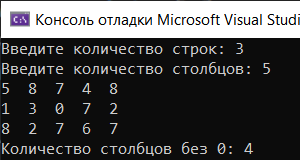 Консоль отладки Microsoft Visual Studi
Введите количество строк: 3
Введите количество столбцов: 5
5 8 7 4 8
1 3 0 7 2
8 2 7 6 7
Количество столбцов без 0: 4